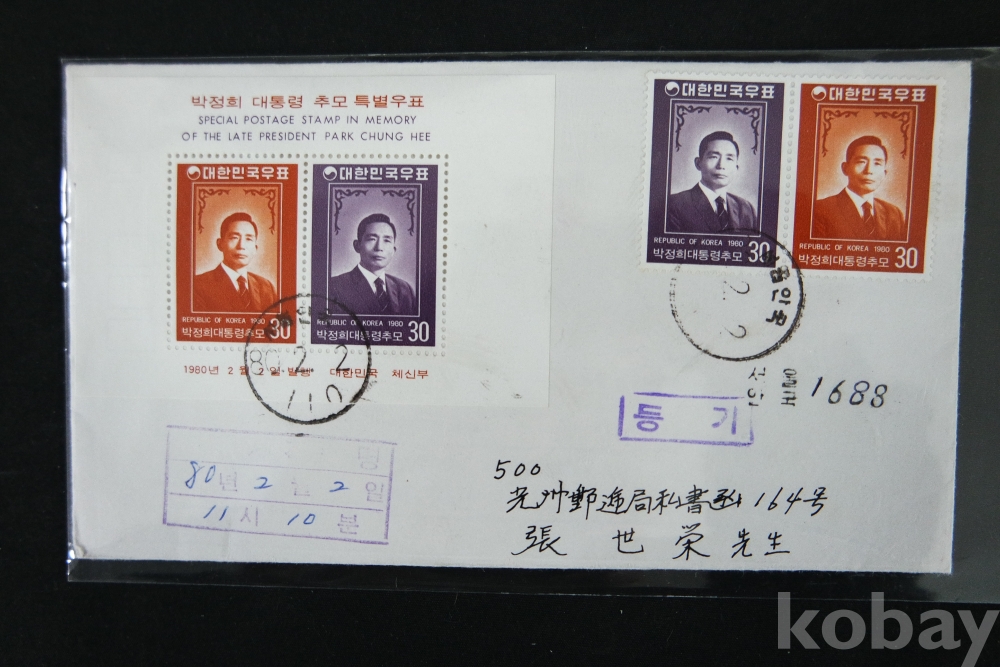 박정희 대통령 추모 특별우표
SPECIAL POSTAGE STAMP IN MEMORY
OF THE LATE PRESIDENT PARK CHUNG HEE
대한민국우표
REPUBLIC OF KOREA 1980
박정희대통령추모 30
대한민국우표
REPUBLIC OF KOREA 1980
박정희대통령추모 30
1980년 2월 2일·발행 대한민국 체신부
80.2.2
110
대한민국우표
REPUBLIC OF KOREA 1980
박정희대통령추모 30
대한민국우표
REPUBLIC OF KOREA 1980
박정희대통령추모 30
2.2
1688
등기
80년 2월 2일
11시 10분
500
光州郵遞局私書函 164号
張世荣先生
kobay